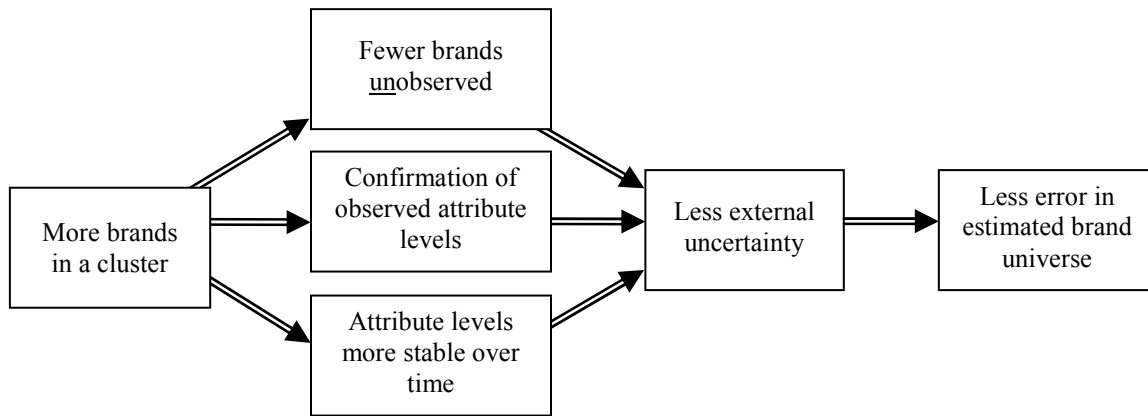 More brands
in a cluster
Fewer brands
unobserved
Confirmation of
observed attribute
levels
Attribute levels
more stable over
time
Less external
uncertainty
Less error in
estimated brand
universe